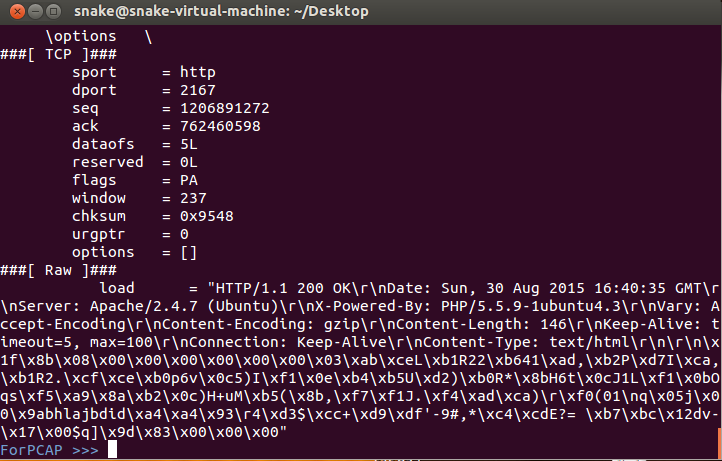 snake@snake-virtual-machine: ~/Desktop
\options \
###[ TCP ]###
sport = http
dport = 2167
seq = 1206891272
ack = 762460598
dataofs = 5L
reserved = 0L
flags = PA
window = 237
chksum = 0x9548
urgptr = 0
options = []
###[ Raw ]###
load = "HTTP/1.1 200 OK\r\nDate: Sun, 30 Aug 2015 16:40:35 GMT\r
\nServer: Apache/2.4.7 (Ubuntu)\r\nX-Powered-By: PHP/5.5.9-1ubuntu4.3\r\nVary: A
ccept-Encoding\r\nContent-Encoding: gzip\r\nContent-Length: 146\r\nKeep-Alive: t
imeout=5, max=100\r\nConnection: Keep-Alive\r\nContent-Type: text/html\r\n\r\n\x
1f\x8b\x08\x00\x00\x00\x00\x00\x00\x03\xab\xceL\xb1R22\xb641\xad,\xb2P\xd7I\xca,
\xb1R2.\xcf\xce\xb0p6v\x0c5)I\xf1\x0e\xb4\xb5U\xd2)\xb0R*\x8bH6t\x0cJ1L\xf1\x0bO
qs\xf5\xa9\x8a\xb2\x0c)H+uM\xb5(\x8b,\xf7\xf1J.\xf4\xad\xca)\r\xf0(01\nq\x05j\x0
0\x9abhlajbdid\xa4\xa4\x93\r4\xd3$\xcc+\xd9\xdf'-9#,*\xc4\xcdE?= \xb7\xbc\x12dv-
\x17\x00$q]\x9d\x83\x00\x00\x00"
ForPCAP >>>